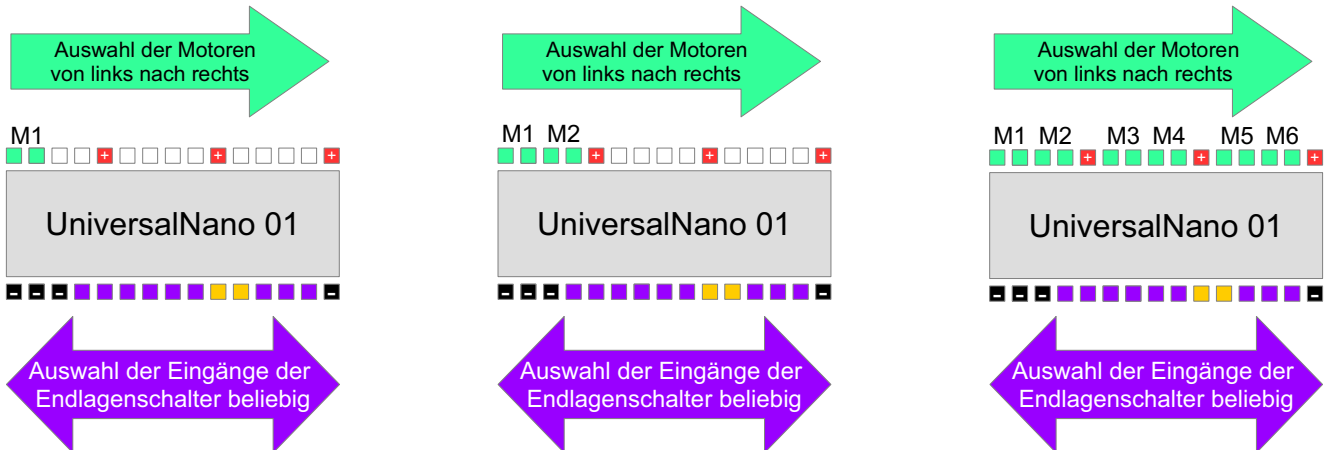 Auswahl der Motoren
von links nach rechts
M1
+ + +
UniversalNano 01
- - - -
Auswahl der Eingänge der
Endlagenschalter beliebig
Auswahl der Motoren
von links nach rechts
M1 M2
+ + +
UniversalNano 01
- - - -
Auswahl der Eingänge der
Endlagenschalter beliebig
Auswahl der Motoren
von links nach rechts
M1 M2 M3 M4 M5 M6
+ + +
UniversalNano 01
- - - -
Auswahl der Eingänge der
Endlagenschalter beliebig